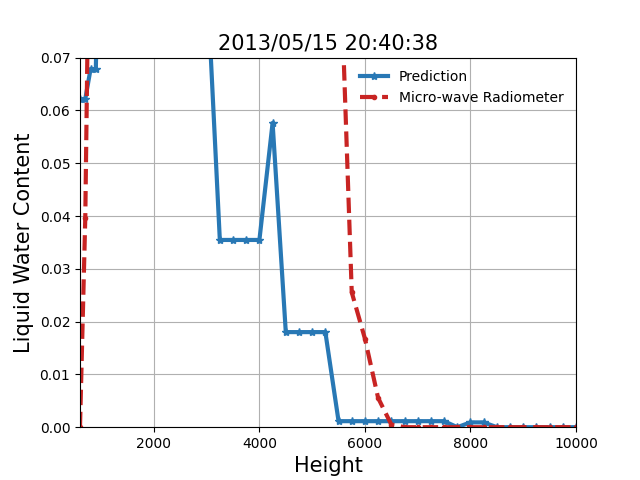 2013/05/15 20:40:38
Prediction
Micro-wave Radiometer
Liquid Water Content
0.07
0.06
0.05
0.04
0.03
0.02
0.01
0.00
2000 4000 6000 8000 10000
Height